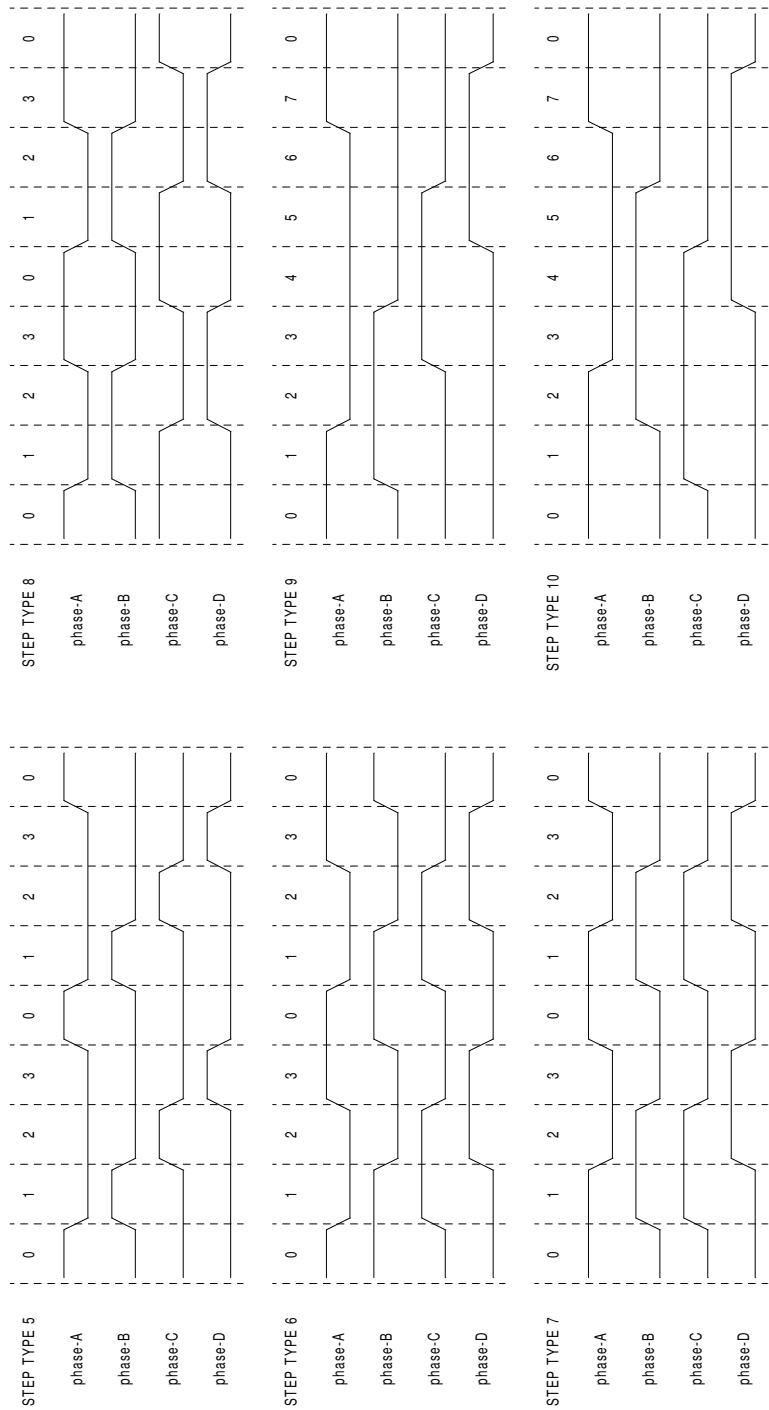 STEP TYPE 5 0 1 2 3 0 1 2 3 0
phase-A
phase-B
phase-C
phase-D
STEP TYPE 6 0 1 2 3 0 1 2 3 0
phase-A
phase-B
phase-C
phase-D
STEP TYPE 7 0 1 2 3 0 1 2 3 0
phase-A
phase-B
phase-C
phase-D
STEP TYPE 8 0 1 2 3 0 1 2 3 0
phase-A
phase-B
phase-C
phase-D
STEP TYPE 9 0 1 2 3 4 5 6 7 0
phase-A
phase-B
phase-C
phase-D
STEP TYPE 10 0 1 2 3 4 5 6 7 0
phase-A
phase-B
phase-C
phase-D